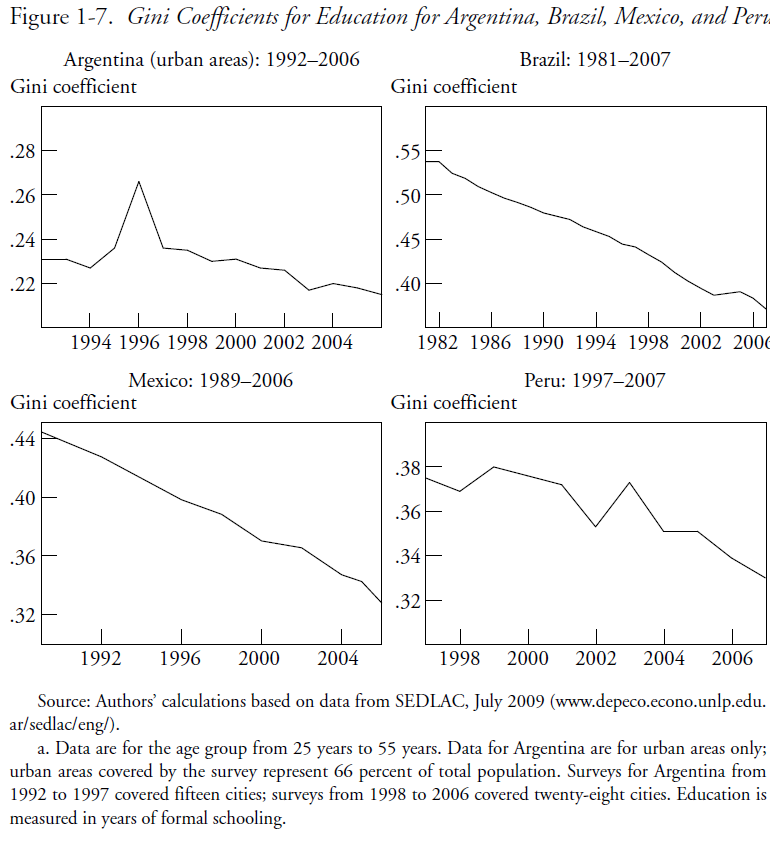 Figure 1-7. Gini Coefficients for Education for Argentina, Brazil, Mexico, and Peru
Argentina (urban areas): 1992–2006
Gini coefficient
.28
.26
.24
.22
1994 1996 1998 2000 2002 2004
Brazil: 1981–2007
Gini coefficient
.55
.50
.45
.40
1982 1986 1990 1994 1998 2002 2006
Mexico: 1989–2006
Gini coefficient
.44
.40
.36
.32
1992 1996 2000 2004
Peru: 1997–2007
Gini coefficient
.38
.36
.34
.32
1998 2000 2002 2004 2006
Source: Authors’ calculations based on data from SEDLAC, July 2009 (www.depeco.econo.unlp.edu.
ar/sedlac/eng/).
a. Data are for the age group from 25 years to 55 years. Data for Argentina are for urban areas only;
urban areas covered by the survey represent 66 percent of total population. Surveys for Argentina from
1992 to 1997 covered fifteen cities; surveys from 1998 to 2006 covered twenty-eight cities. Education is
measured in years of formal schooling.